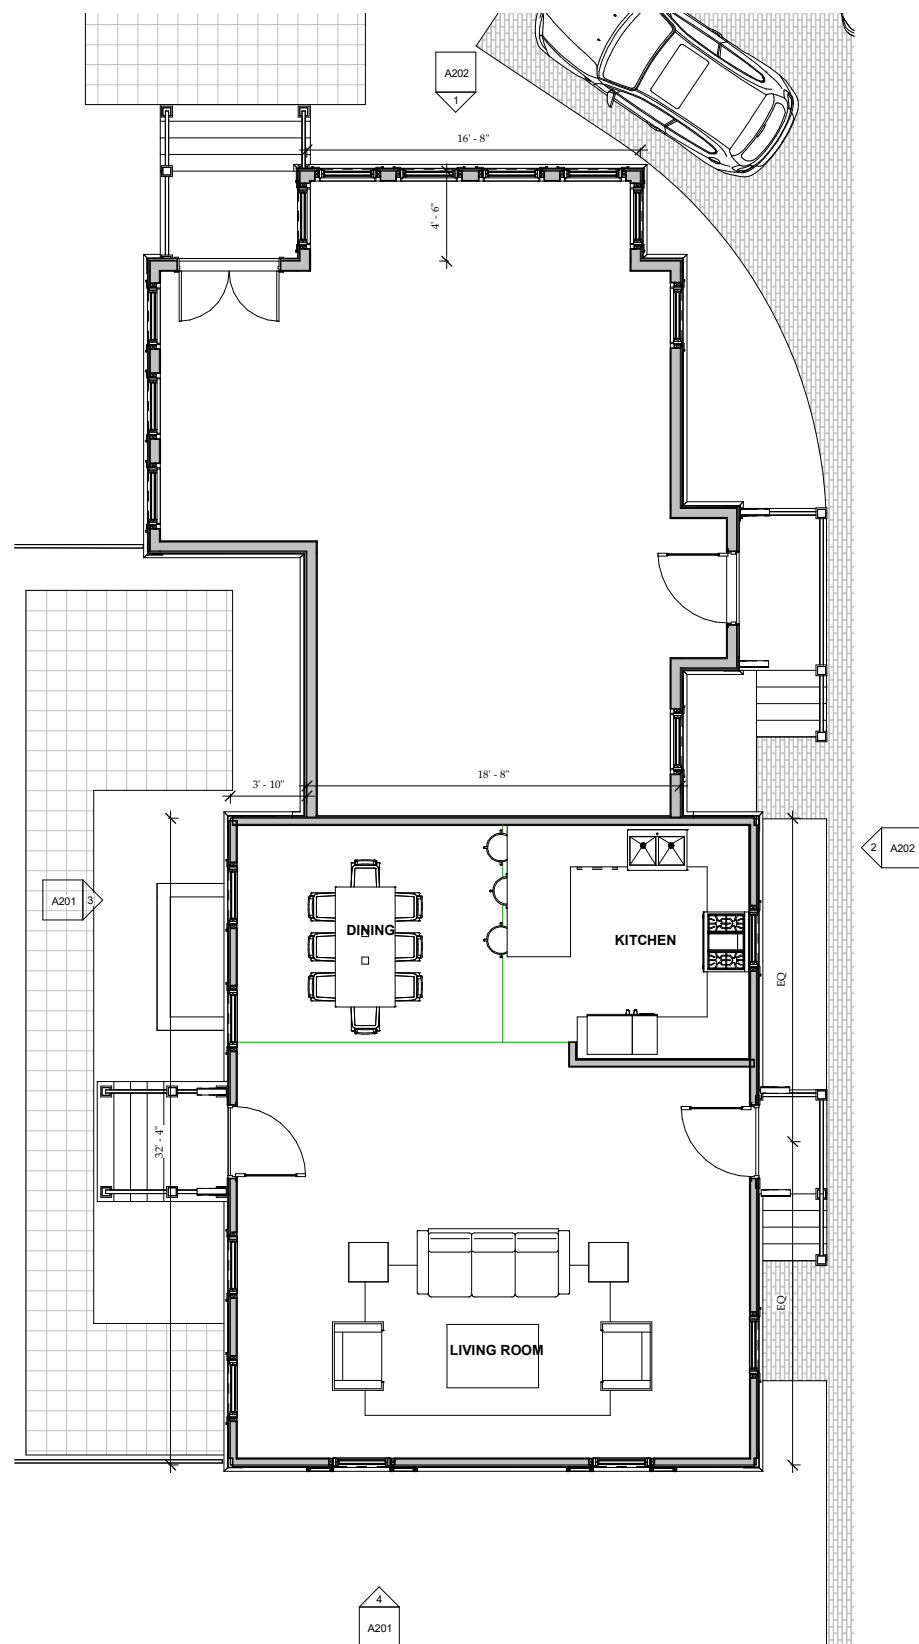 A202
1
16' - 8"
4' - 6"
3' - 10"
18' - 8"
2
A202
A201
3
DINING
KITCHEN
EQ
32' - 4"
EQ
LIVING ROOM
4
A201